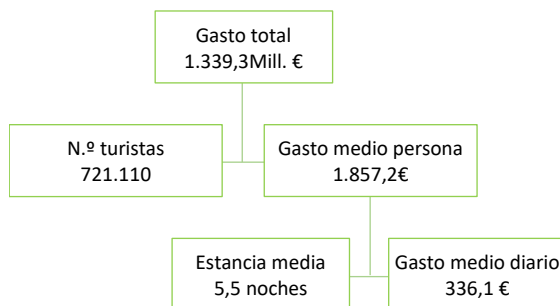 Gasto total
1.339,3Mill. €
N.º turistas
721.110
Gasto medio persona
1.857,2€
Estancia media
5,5 noches
Gasto medio diario
336,1 €